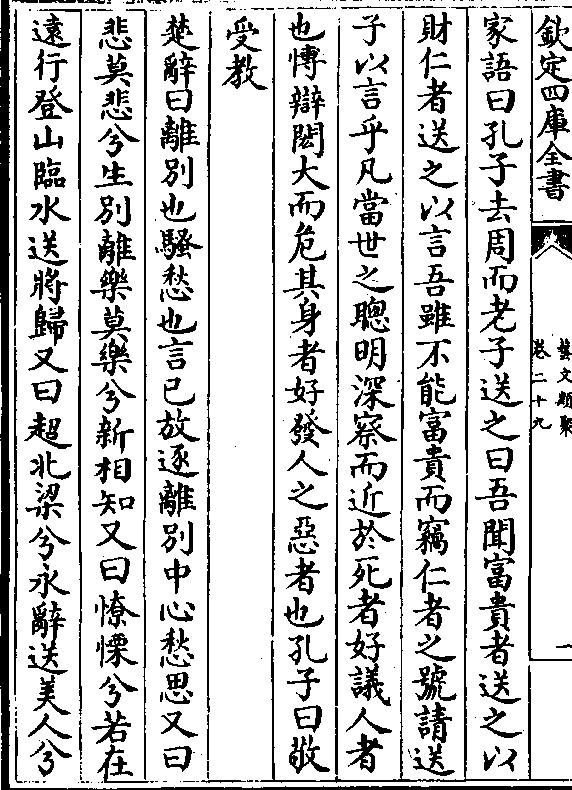 欽定四庫全書
藝文類聚
卷二十九
一
家語曰孔子去周而老子送之曰吾聞富貴者送之以
財仁者送之以言吾雖不能富貴而竊仁者之號請送
子以言乎凡當世之聰明深察而近於死者好議人者
也博辯閎大而危其身者好發人之惡者也孔子曰敬
受教
楚辭曰離別也騷愁也言已放逐離別中心愁思又曰
悲莫悲兮生別離樂莫樂兮新相知又曰憭慄兮若在
逺行登山臨水送將歸又曰超北梁兮永辭送美人兮